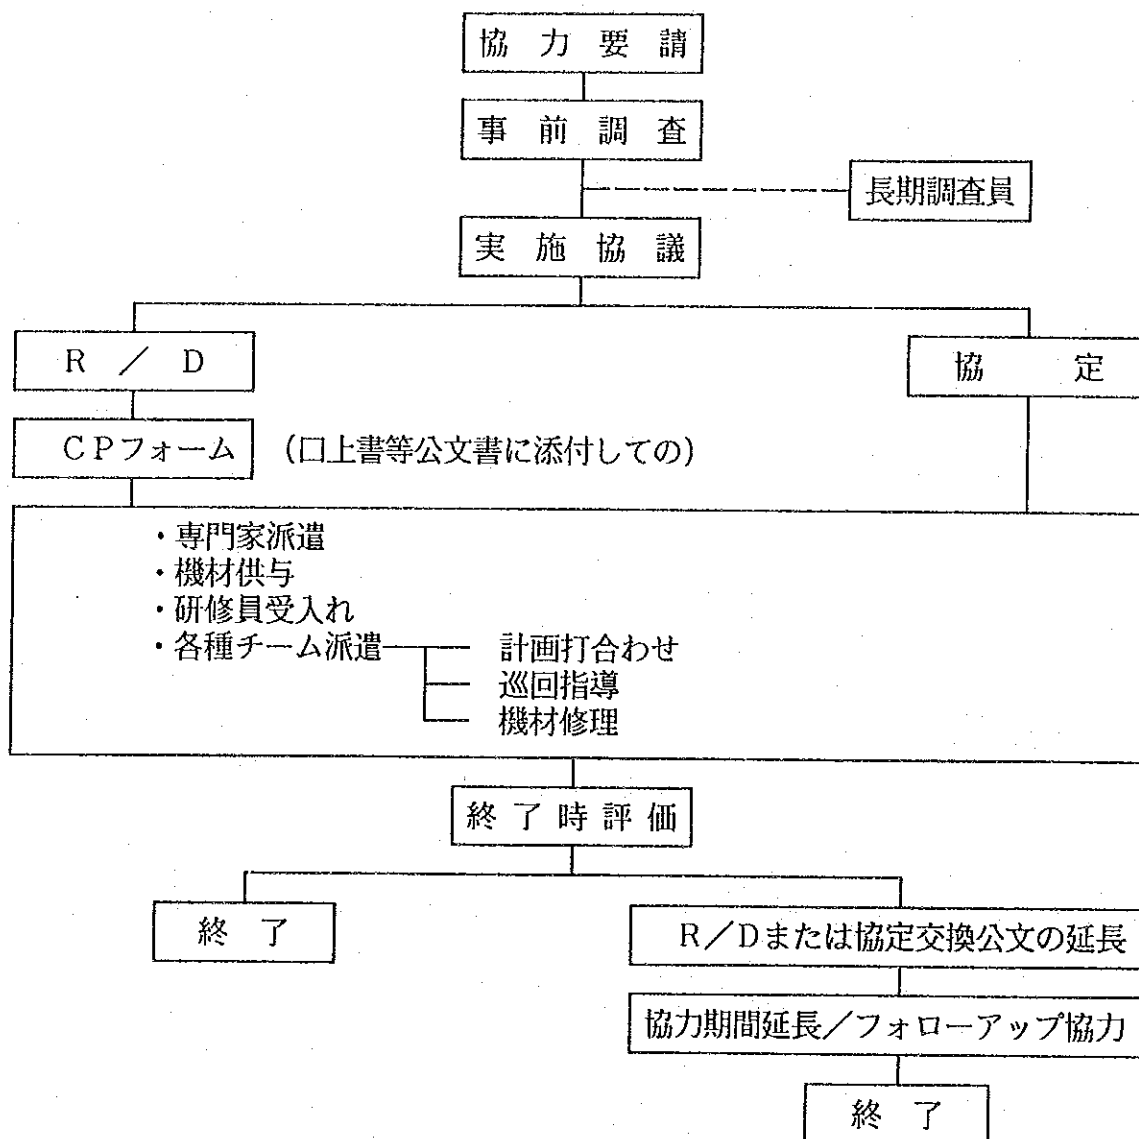 協力要請
事前調査
長期調査員
実施協議
R／D
協定
CPフォーム (口上書等公文書に添付しての)
・専門家派遣
・機材供与
・研修員受入れ
・各種チーム派遣 計画打合わせ
巡回指導
機材修理
終了時評価
終了
R／Dまたは協定交換公文の延長
協力期間延長／フォローアップ協力
終了